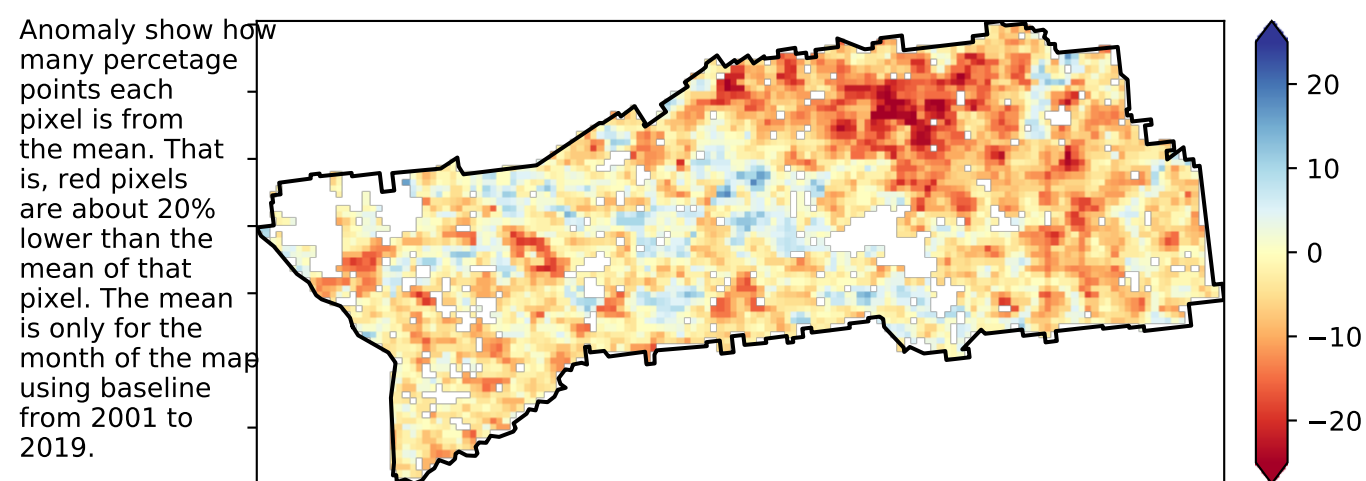 Anomaly show how
many percetage
points each
pixel is from
the mean. That
is, red pixels
are about 20%
lower than the
mean of that
pixel. The mean
is only for the
month of the map
using baseline
from 2001 to
2019.
20
10
0
−10
−20